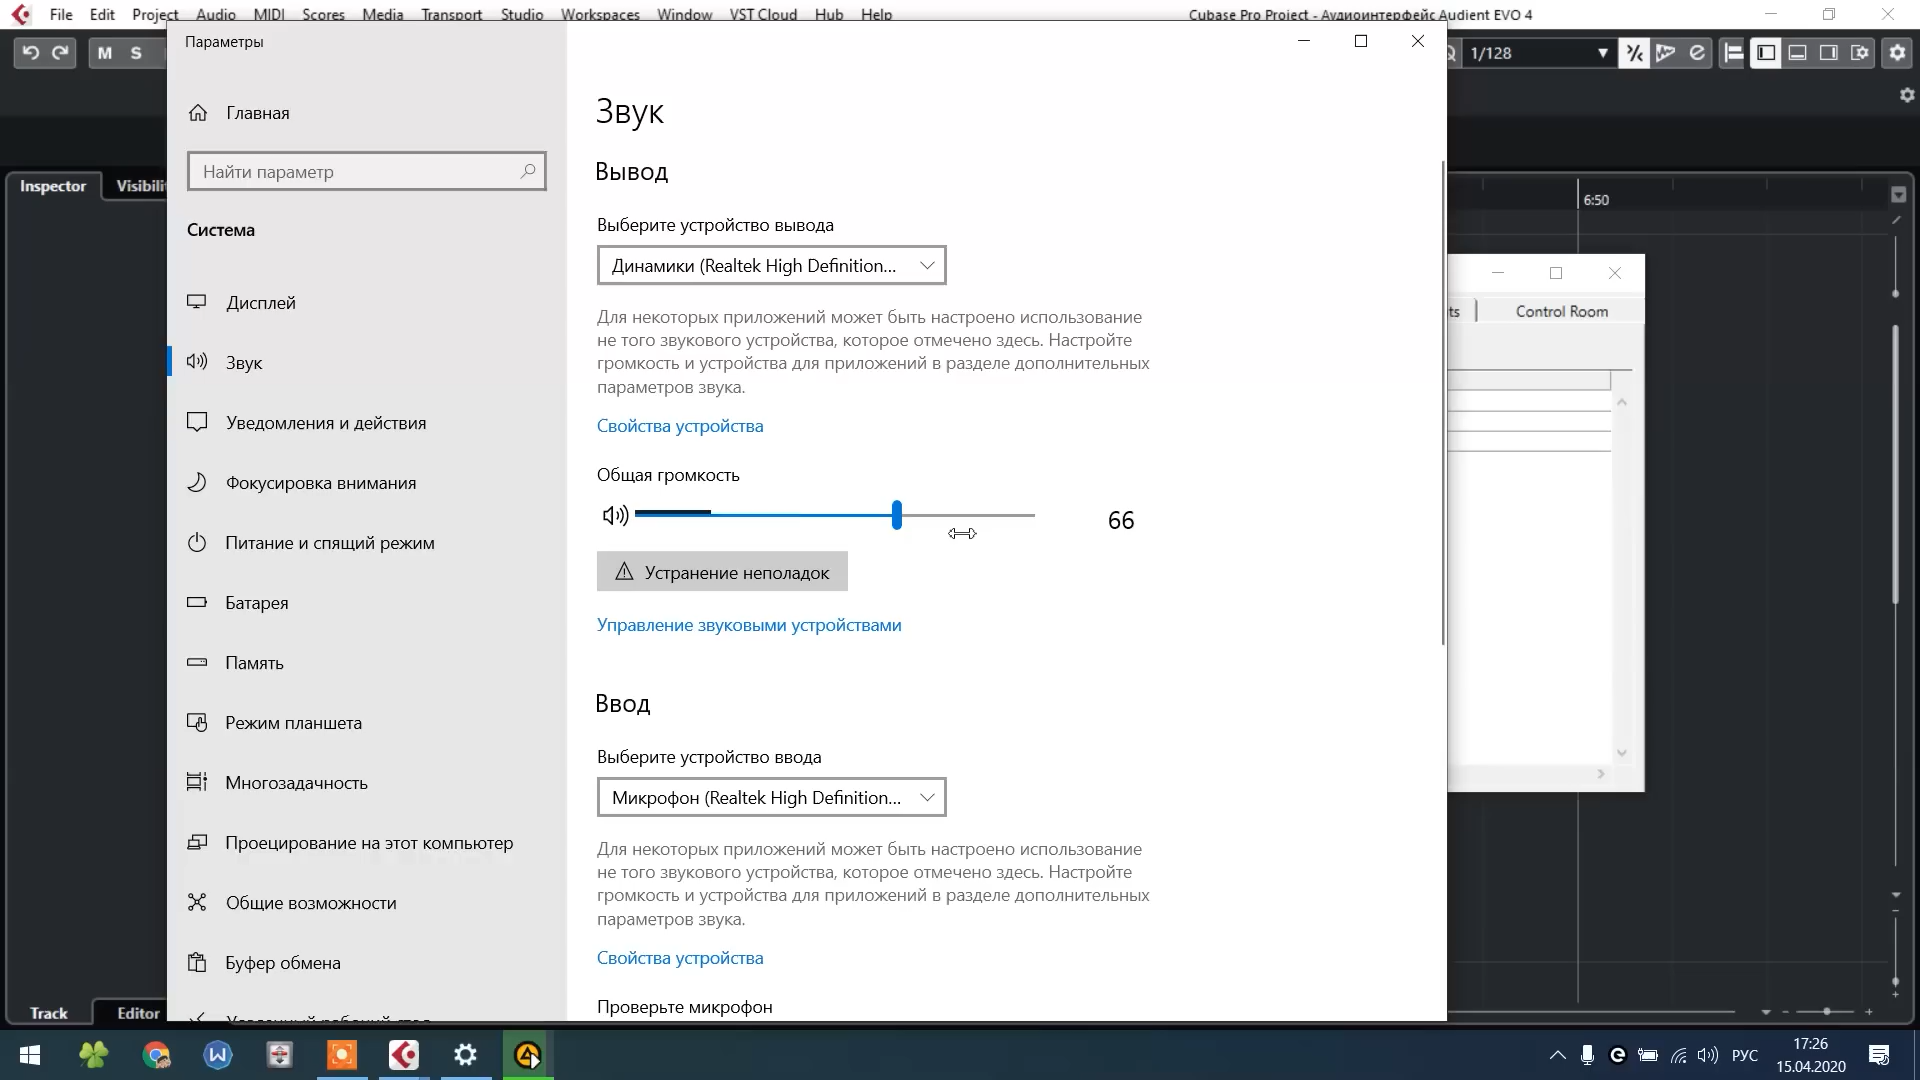 File Edit Project Audio MIDI Scores Media Transport Studio Workspaces Window VST Cloud Hub Help
Cubase Pro Project - Аудиоинтерфейс Audient EVO 4
M S
1/128
Inspector
6:50
Control Room
Track
Editor
Параметры
Главная
Найти параметр
Система
Дисплей
Звук
Уведомления и действия
Фокусировка внимания
Питание и спящий режим
Батарея
Память
Режим планшета
Многозадачность
Проецирование на этот компьютер
Общие возможности
Буфер обмена
Звук
Вывод
Выберите устройство вывода
Динамики (Realtek High Definition...
Для некоторых приложений может быть настроено использование
не того звукового устройства, которое отмечено здесь. Настройте
громкость и устройства для приложений в разделе дополнительных
параметров звука.
Свойства устройства
Общая громкость
66
Устранение неполадок
Управление звуковыми устройствами
Ввод
Выберите устройство ввода
Микрофон (Realtek High Definition...
Для некоторых приложений может быть настроено использование
не того звукового устройства, которое отмечено здесь. Настройте
громкость и устройства для приложений в разделе дополнительных
параметров звука.
Свойства устройства
Проверьте микрофон
РУС
17:26
15.04.2020